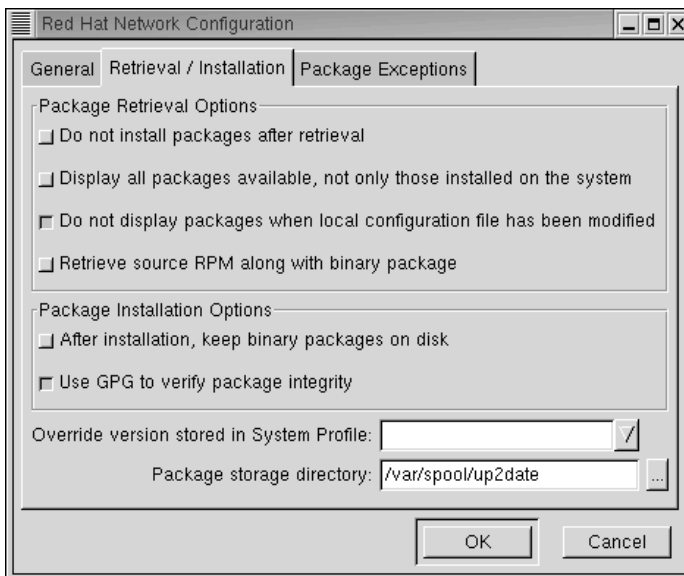 Red Hat Network Configuration
General Retrieval / Installation Package Exceptions
Package Retrieval Options
Do not install packages after retrieval
Display all packages available, not only those installed on the system
Do not display packages when local configuration file has been modified
Retrieve source RPM along with binary package
Package Installation Options
After installation, keep binary packages on disk
Use GPG to verify package integrity
Override version stored in System Profile:
Package storage directory: /var/spool/up2date ...
OK Cancel